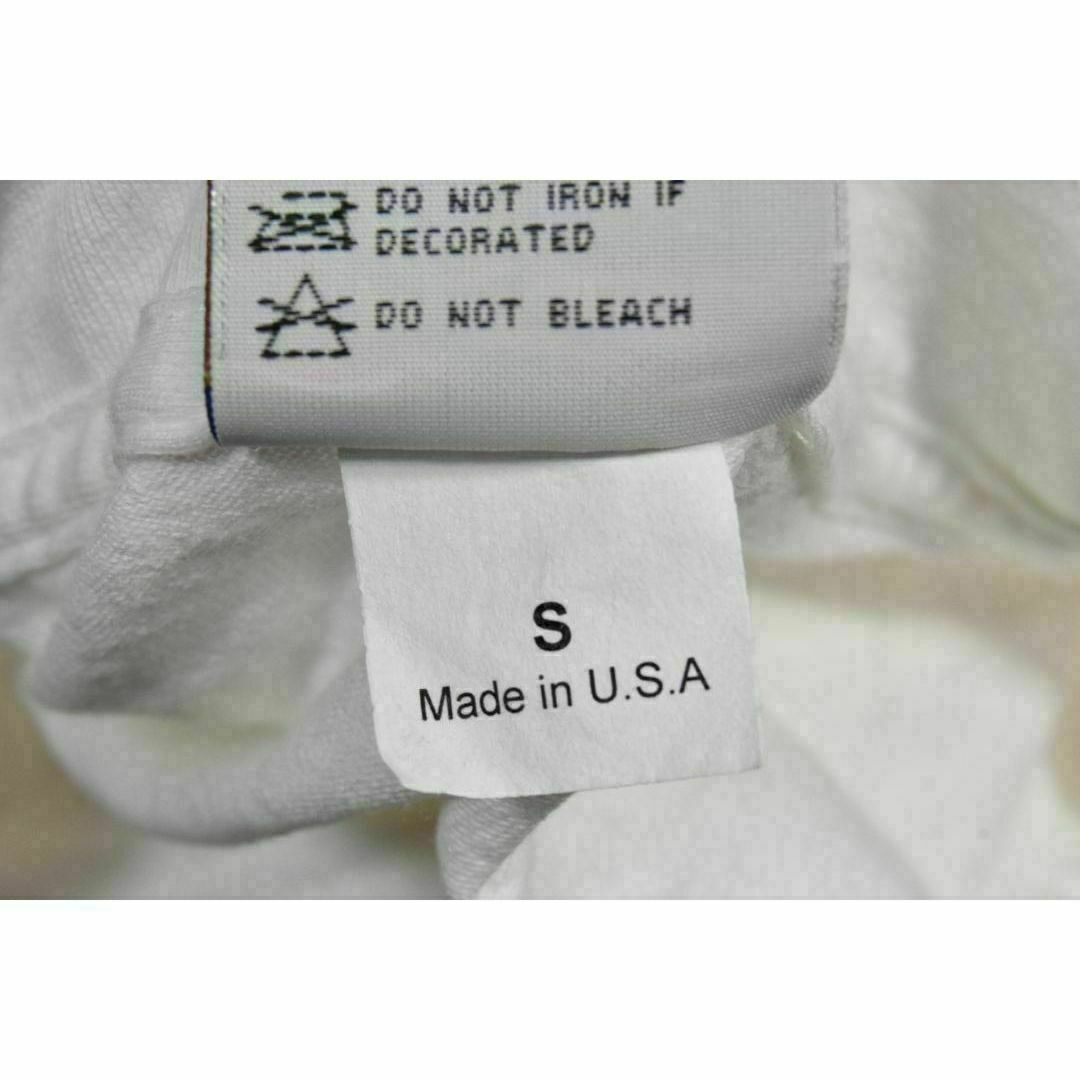 DO NOT IRON IF
DECORATED
DO NOT BLEACH
S
Made in U.S.A